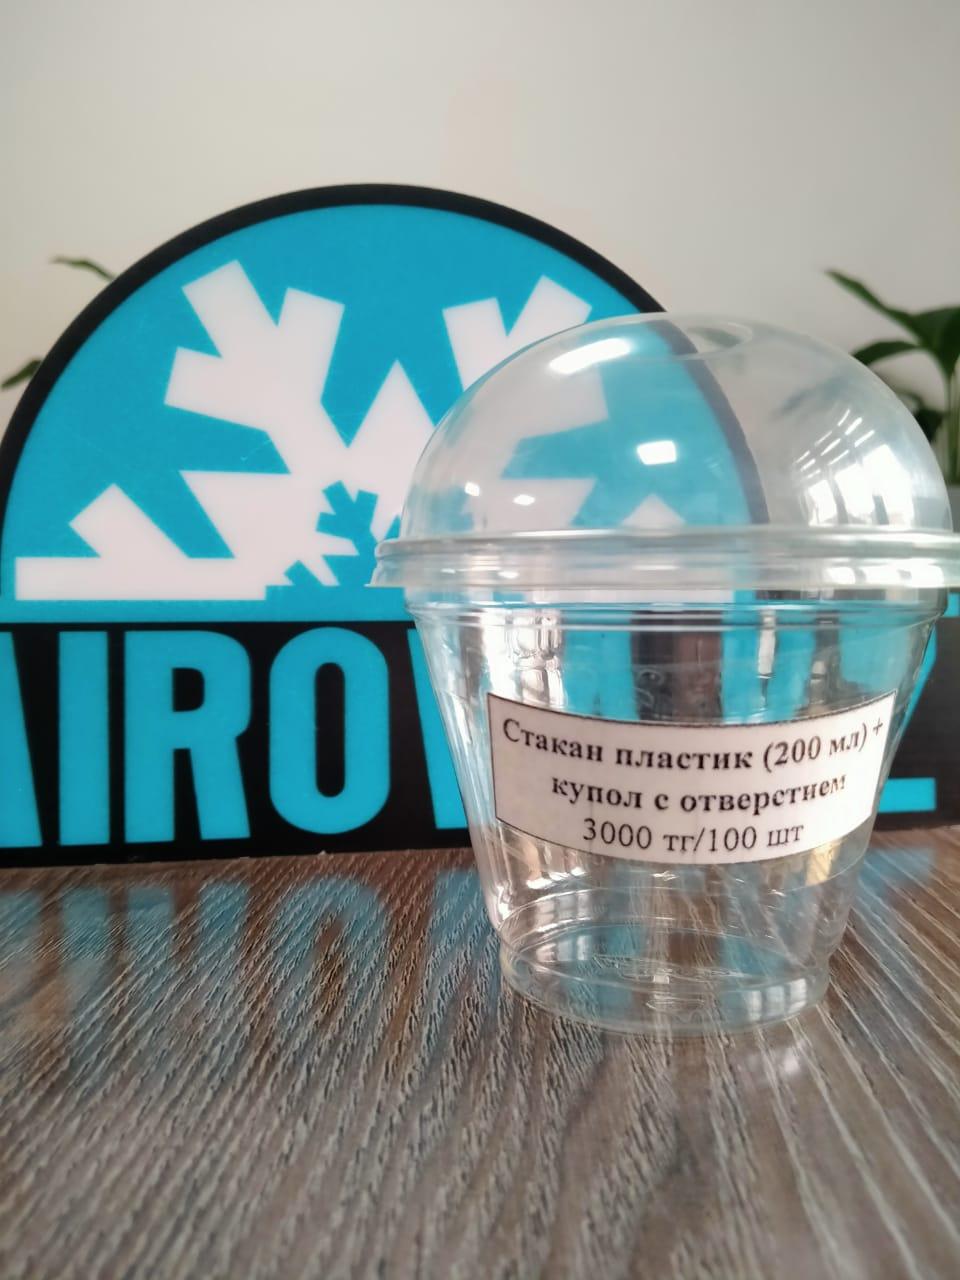 AIRO
Стакан пластик (200 мл) +
купол с отверстием
3000 тг/100 шт